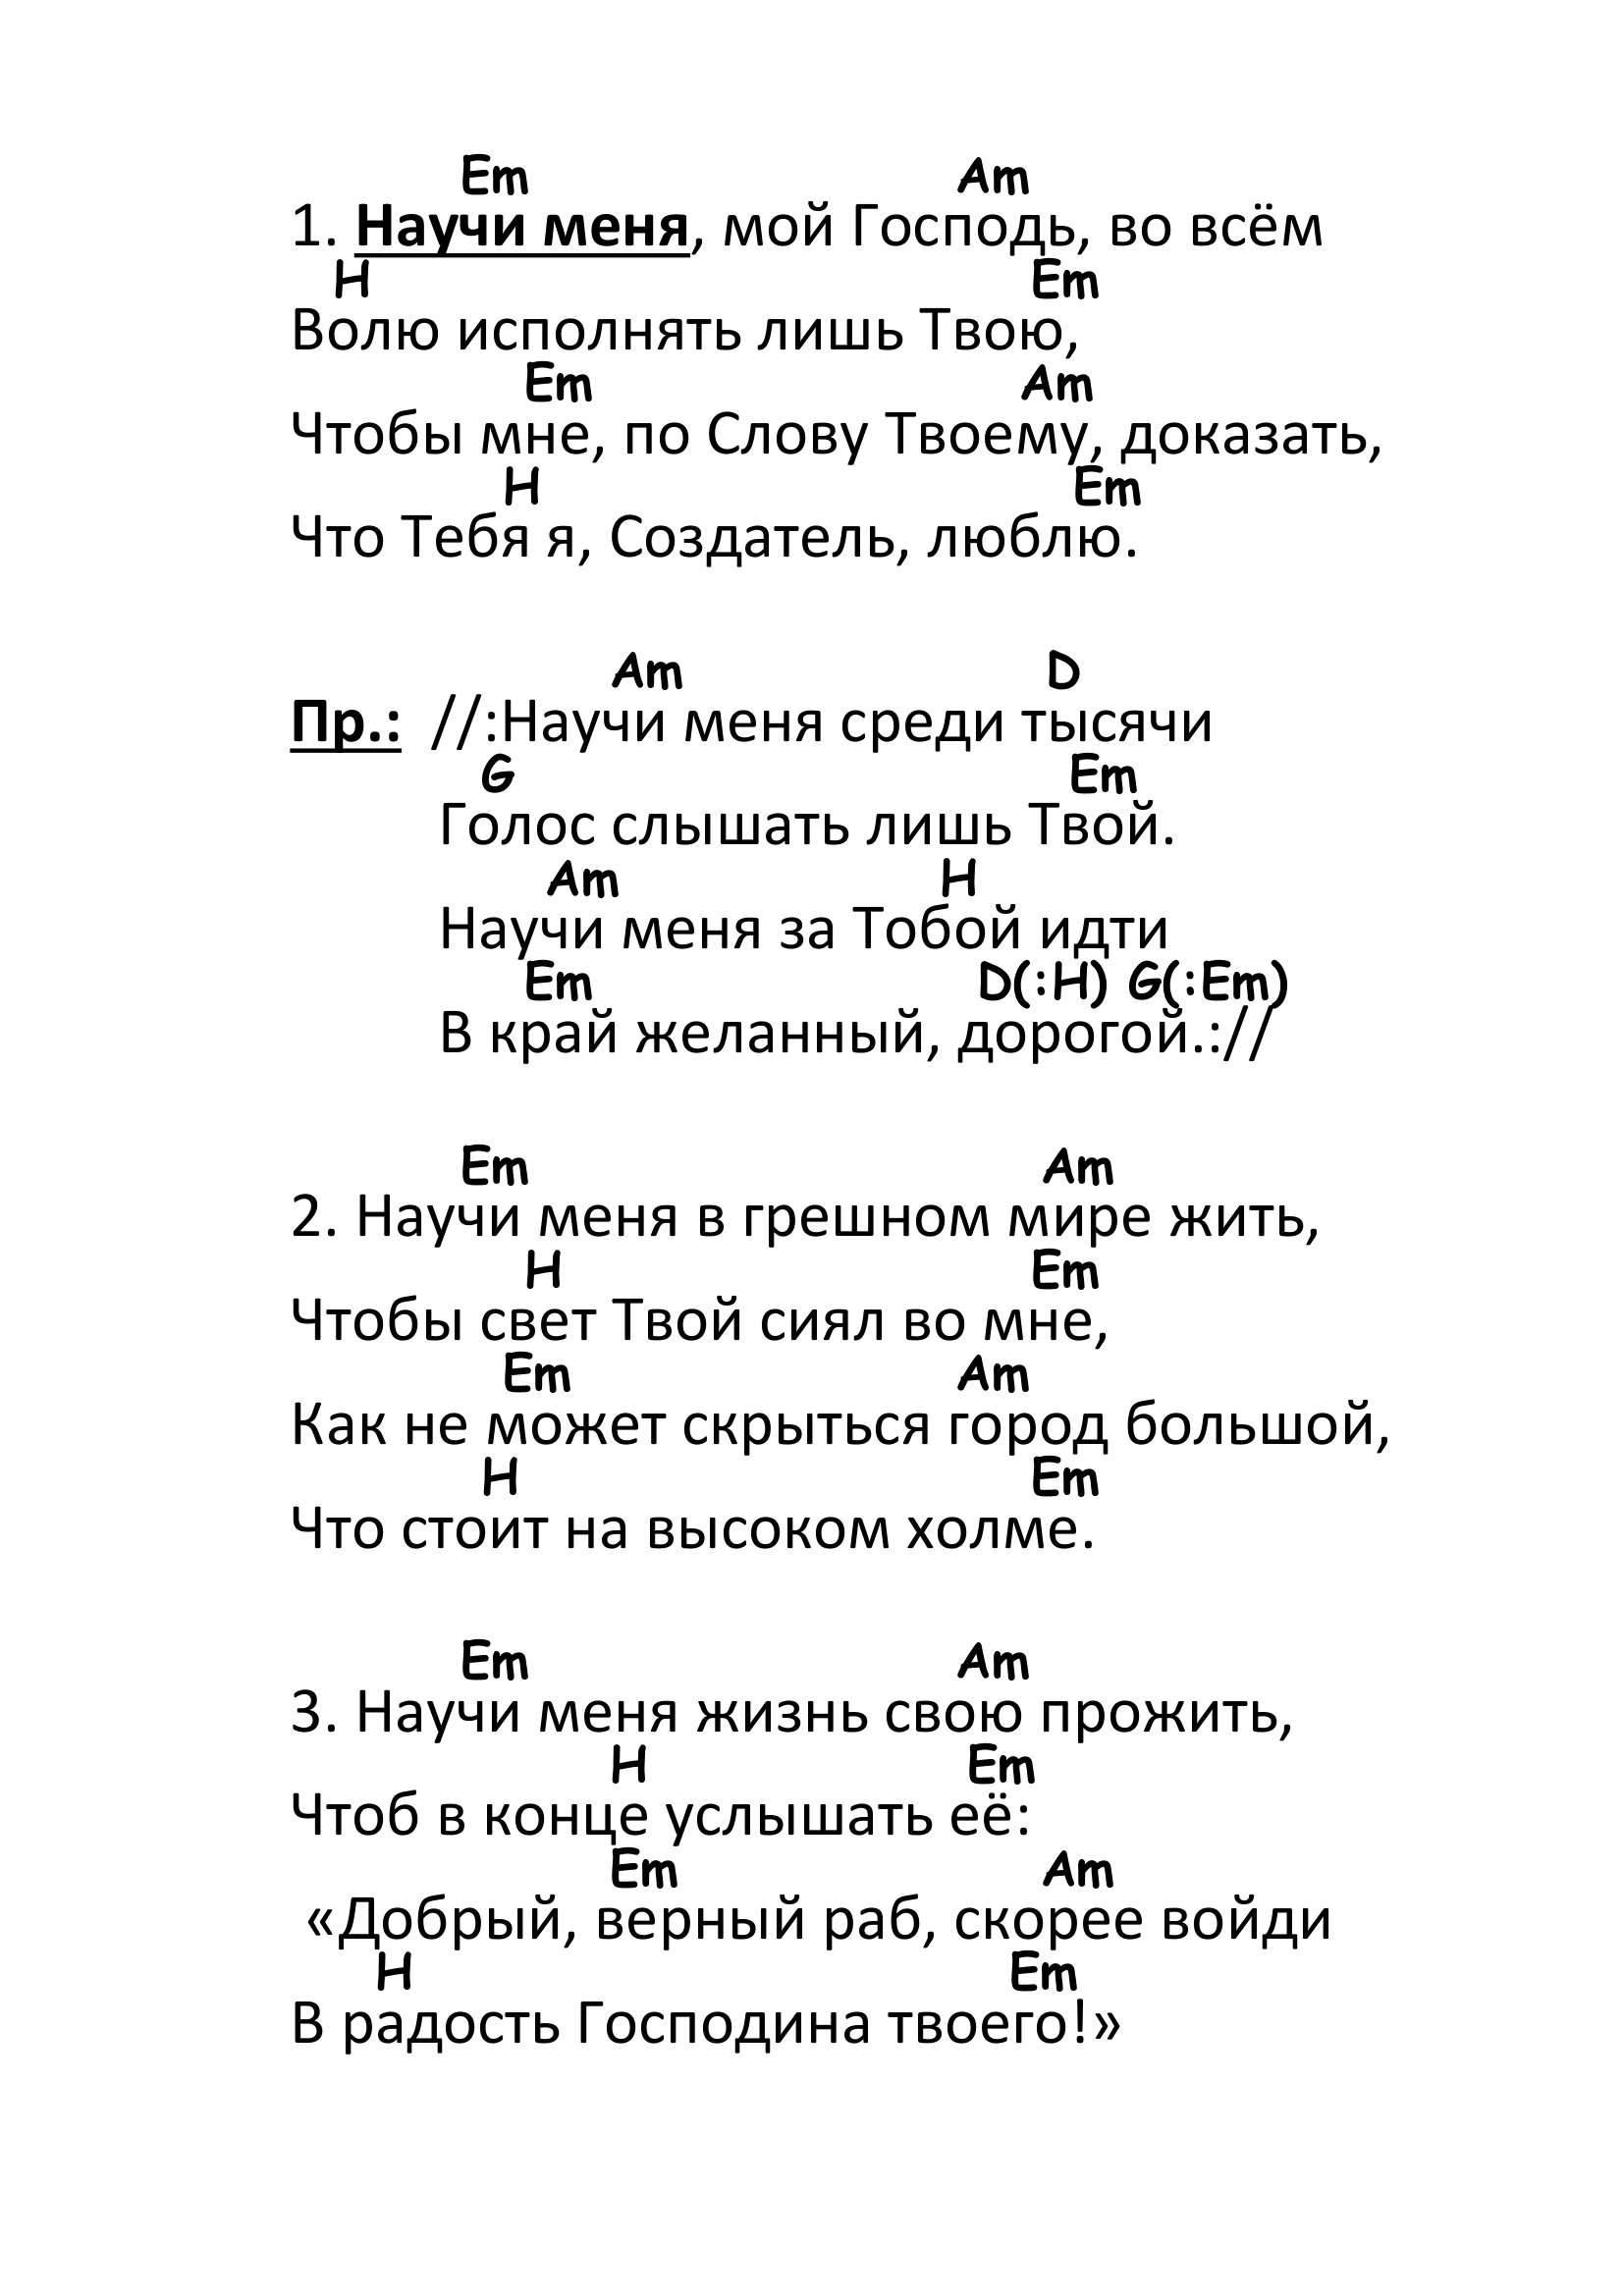 Em Am
1. Научи меня, мой Господь, во всём
H Em
Волю исполнять лишь Твою,
Em Am
Чтобы мне, по Слову Твоему, доказать,
H Em
Что Тебя я, Создатель, люблю.
Am D
Пр.: //:Научи меня среди тысячи
G Em
Голос слышать лишь Твой.
Am H
Научи меня за Тобой идти
Em D(:H) G(:Em)
В край желанный, дорогой.://
Em Am
2. Научи меня в грешном мире жить,
H Em
Чтобы свет Твой сиял во мне,
Em Am
Как не может скрыться город большой,
H Em
Что стоит на высоком холме.
Em Am
3. Научи меня жизнь свою прожить,
H Em
Чтоб в конце услышать её:
Em Am
«Добрый, верный раб, скорее войди
H Em
В радость Господина твоего!»